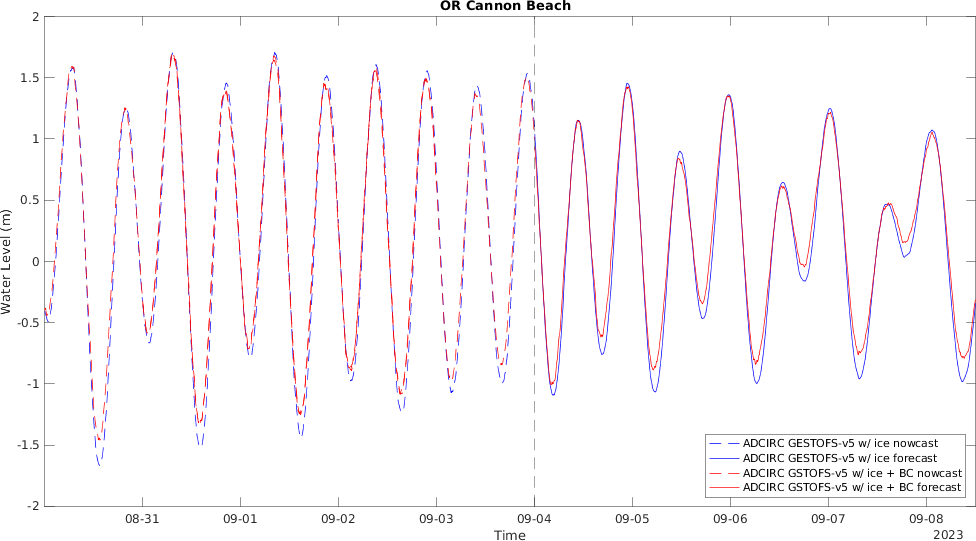 OR Cannon Beach
2
1.5
1
0.5
0
-0.5
-1
-1.5
-2
Water Level (m)
08-31
09-01
09-02
09-03
09-04
09-05
09-06
09-07
09-08
Time
2023
ADCIRC GESTOFS-v5 w/ ice nowcast
ADCIRC GESTOFS-v5 w/ ice forecast
ADCIRC GSTOFS-v5 w/ ice + BC nowcast
ADCIRC GSTOFS-v5 w/ ice + BC forecast